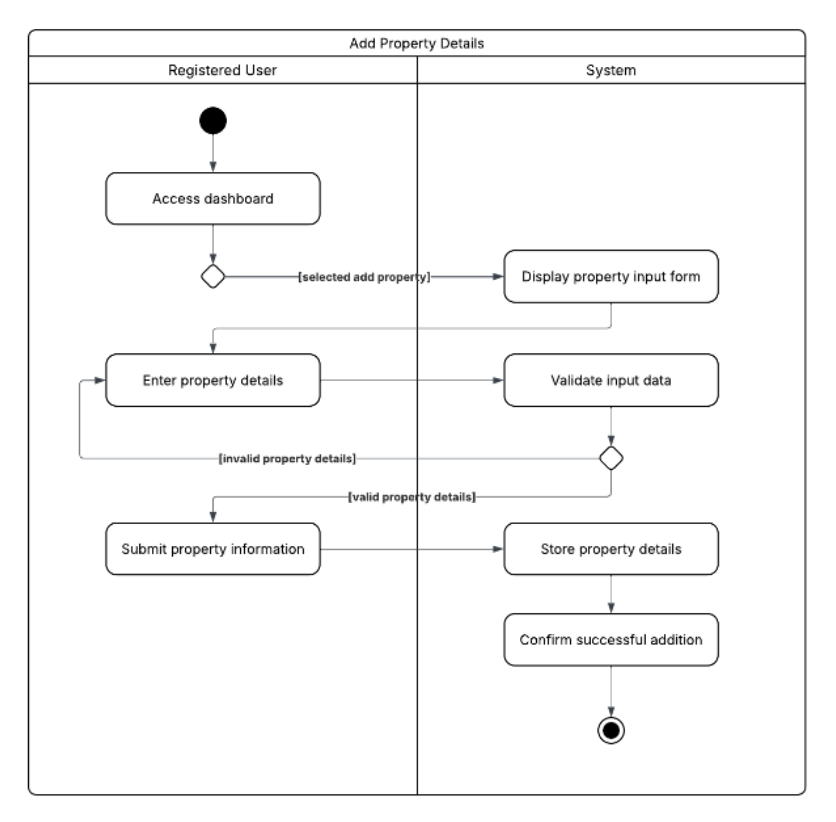 Add Property Details
Registered User
System
Access dashboard
[selected add property]
Display property input form
Enter property details
Validate input data
[invalid property details]
[valid property details]
Submit property information
Store property details
Confirm successful addition